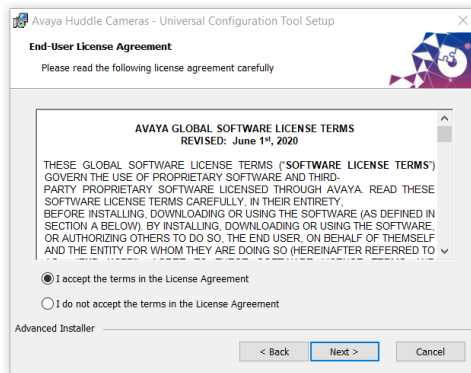 Avaya Huddle Cameras - Universal Configuration Tool Setup
End-User License Agreement
Please read the following license agreement carefully
AVAYA GLOBAL SOFTWARE LICENSE TERMS
REVISED: June 1st, 2020
THESE GLOBAL SOFTWARE LICENSE TERMS ("SOFTWARE LICENSE TERMS")
GOVERN THE USE OF PROPRIETARY SOFTWARE AND THIRD-
PARTY PROPRIETARY SOFTWARE LICENSED THROUGH AVAYA. READ THESE
SOFTWARE LICENSE TERMS CAREFULLY, IN THEIR ENTIRETY,
BEFORE INSTALLING, DOWNLOADING OR USING THE SOFTWARE (AS DEFINED IN
SECTION A BELOW). BY INSTALLING, DOWNLOADING OR USING THE SOFTWARE,
OR AUTHORIZING OTHERS TO DO SO, THE END USER, ON BEHALF OF THEMSELF
AND THE ENTITY FOR WHOM THEY ARE DOING SO (HEREINAFTER REFERRED TO
I accept the terms in the License Agreement
I do not accept the terms in the License Agreement
Advanced Installer
< Back
Next >
Cancel